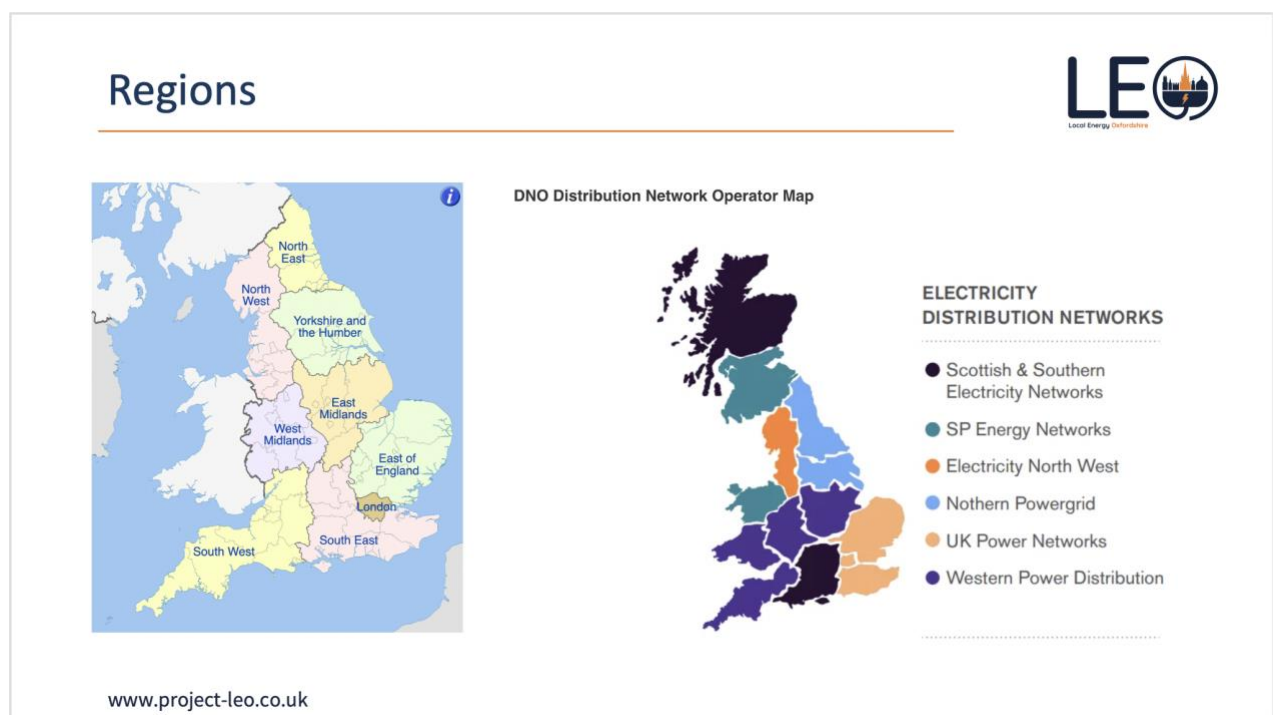 Regions
LEO
Local Energy Oxfordshire
i
North
East
North
West
Yorkshire and
the Humber
East
Midlands
West
Midlands
East of
England
London
South West
South East
DNO Distribution Network Operator Map
ELECTRICITY
DISTRIBUTION NETWORKS
Scottish & Southern
Electricity Networks
SP Energy Networks
Electricity North West
Nothern Powergrid
UK Power Networks
Western Power Distribution
www.project-leo.co.uk